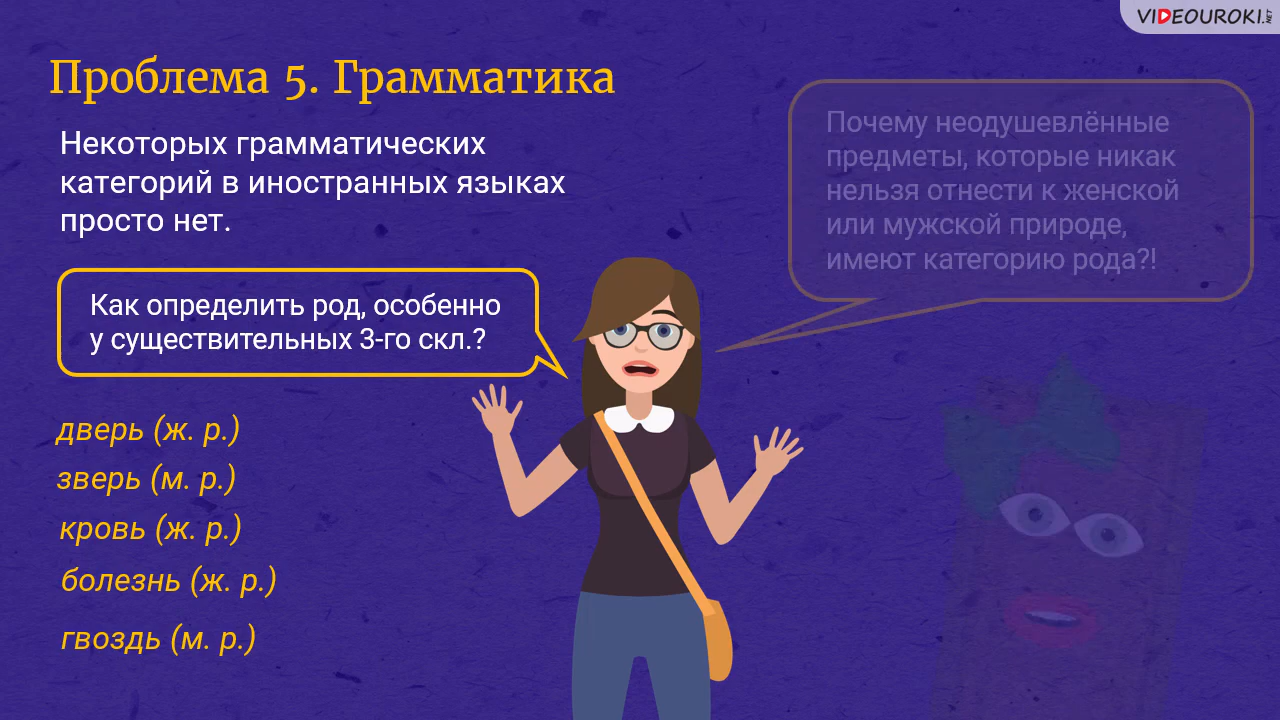 VIDEOUROKI.NET
Проблема 5. Грамматика
Некоторых грамматических
категорий в иностранных языках
просто нет.
Почему неодушевлённые
предметы, которые никак
нельзя отнести к женской
или мужской природе,
имеют категорию рода?!
Как определить род, особенно
у существительных 3-го скл.?
дверь (ж. р.)
зверь (м. р.)
кровь (ж. р.)
болезнь (ж. р.)
гвоздь (м. р.)